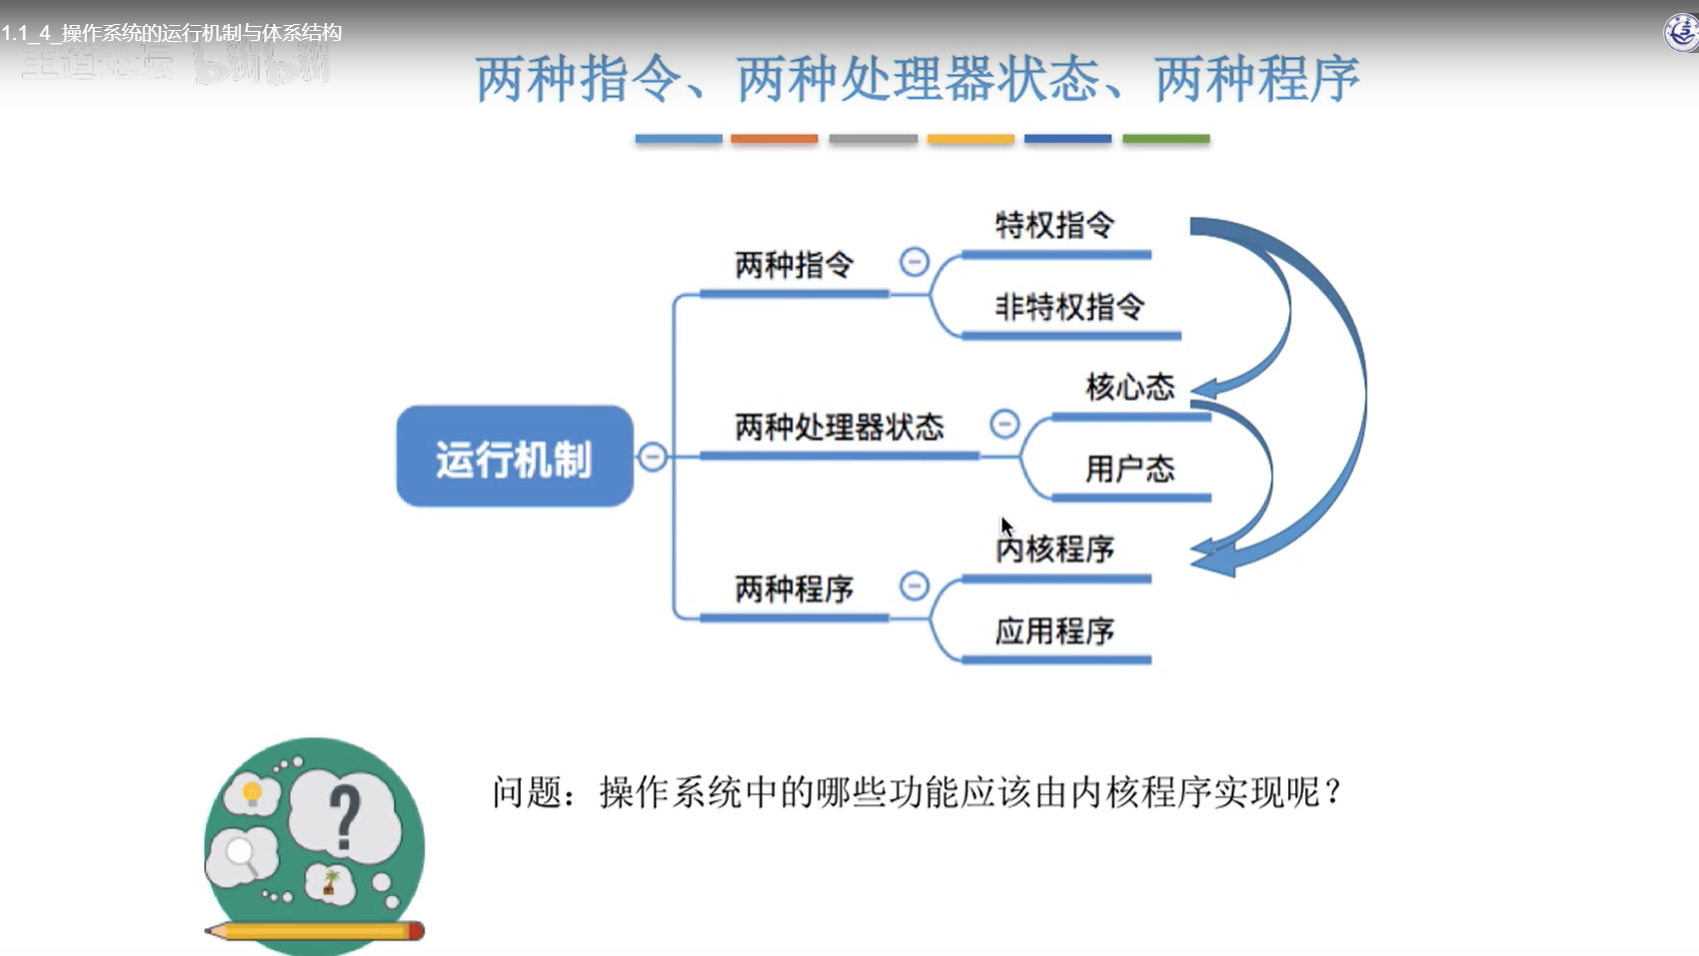 1.1_4_操作系统的运行机制与体系结构
王道论坛
两种指令、两种处理器状态、两种程序
特权指令
两种指令
非特权指令
核心态
两种处理器状态
运行机制
用户态
内核程序
两种程序
应用程序
?
问题：操作系统中的哪些功能应该由内核程序实现呢？